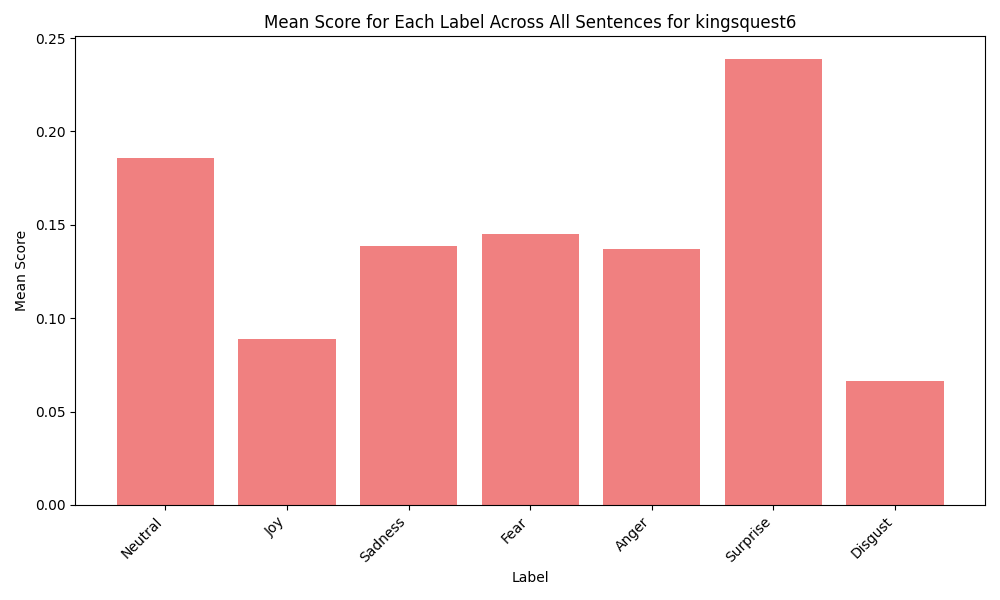 Mean Score for Each Label Across All Sentences for kingsquest6
0.25
0.20
0.15
0.10
0.05
0.00
Mean Score
Neutral
Joy
Sadness
Fear
Anger
Surprise
Disgust
Label